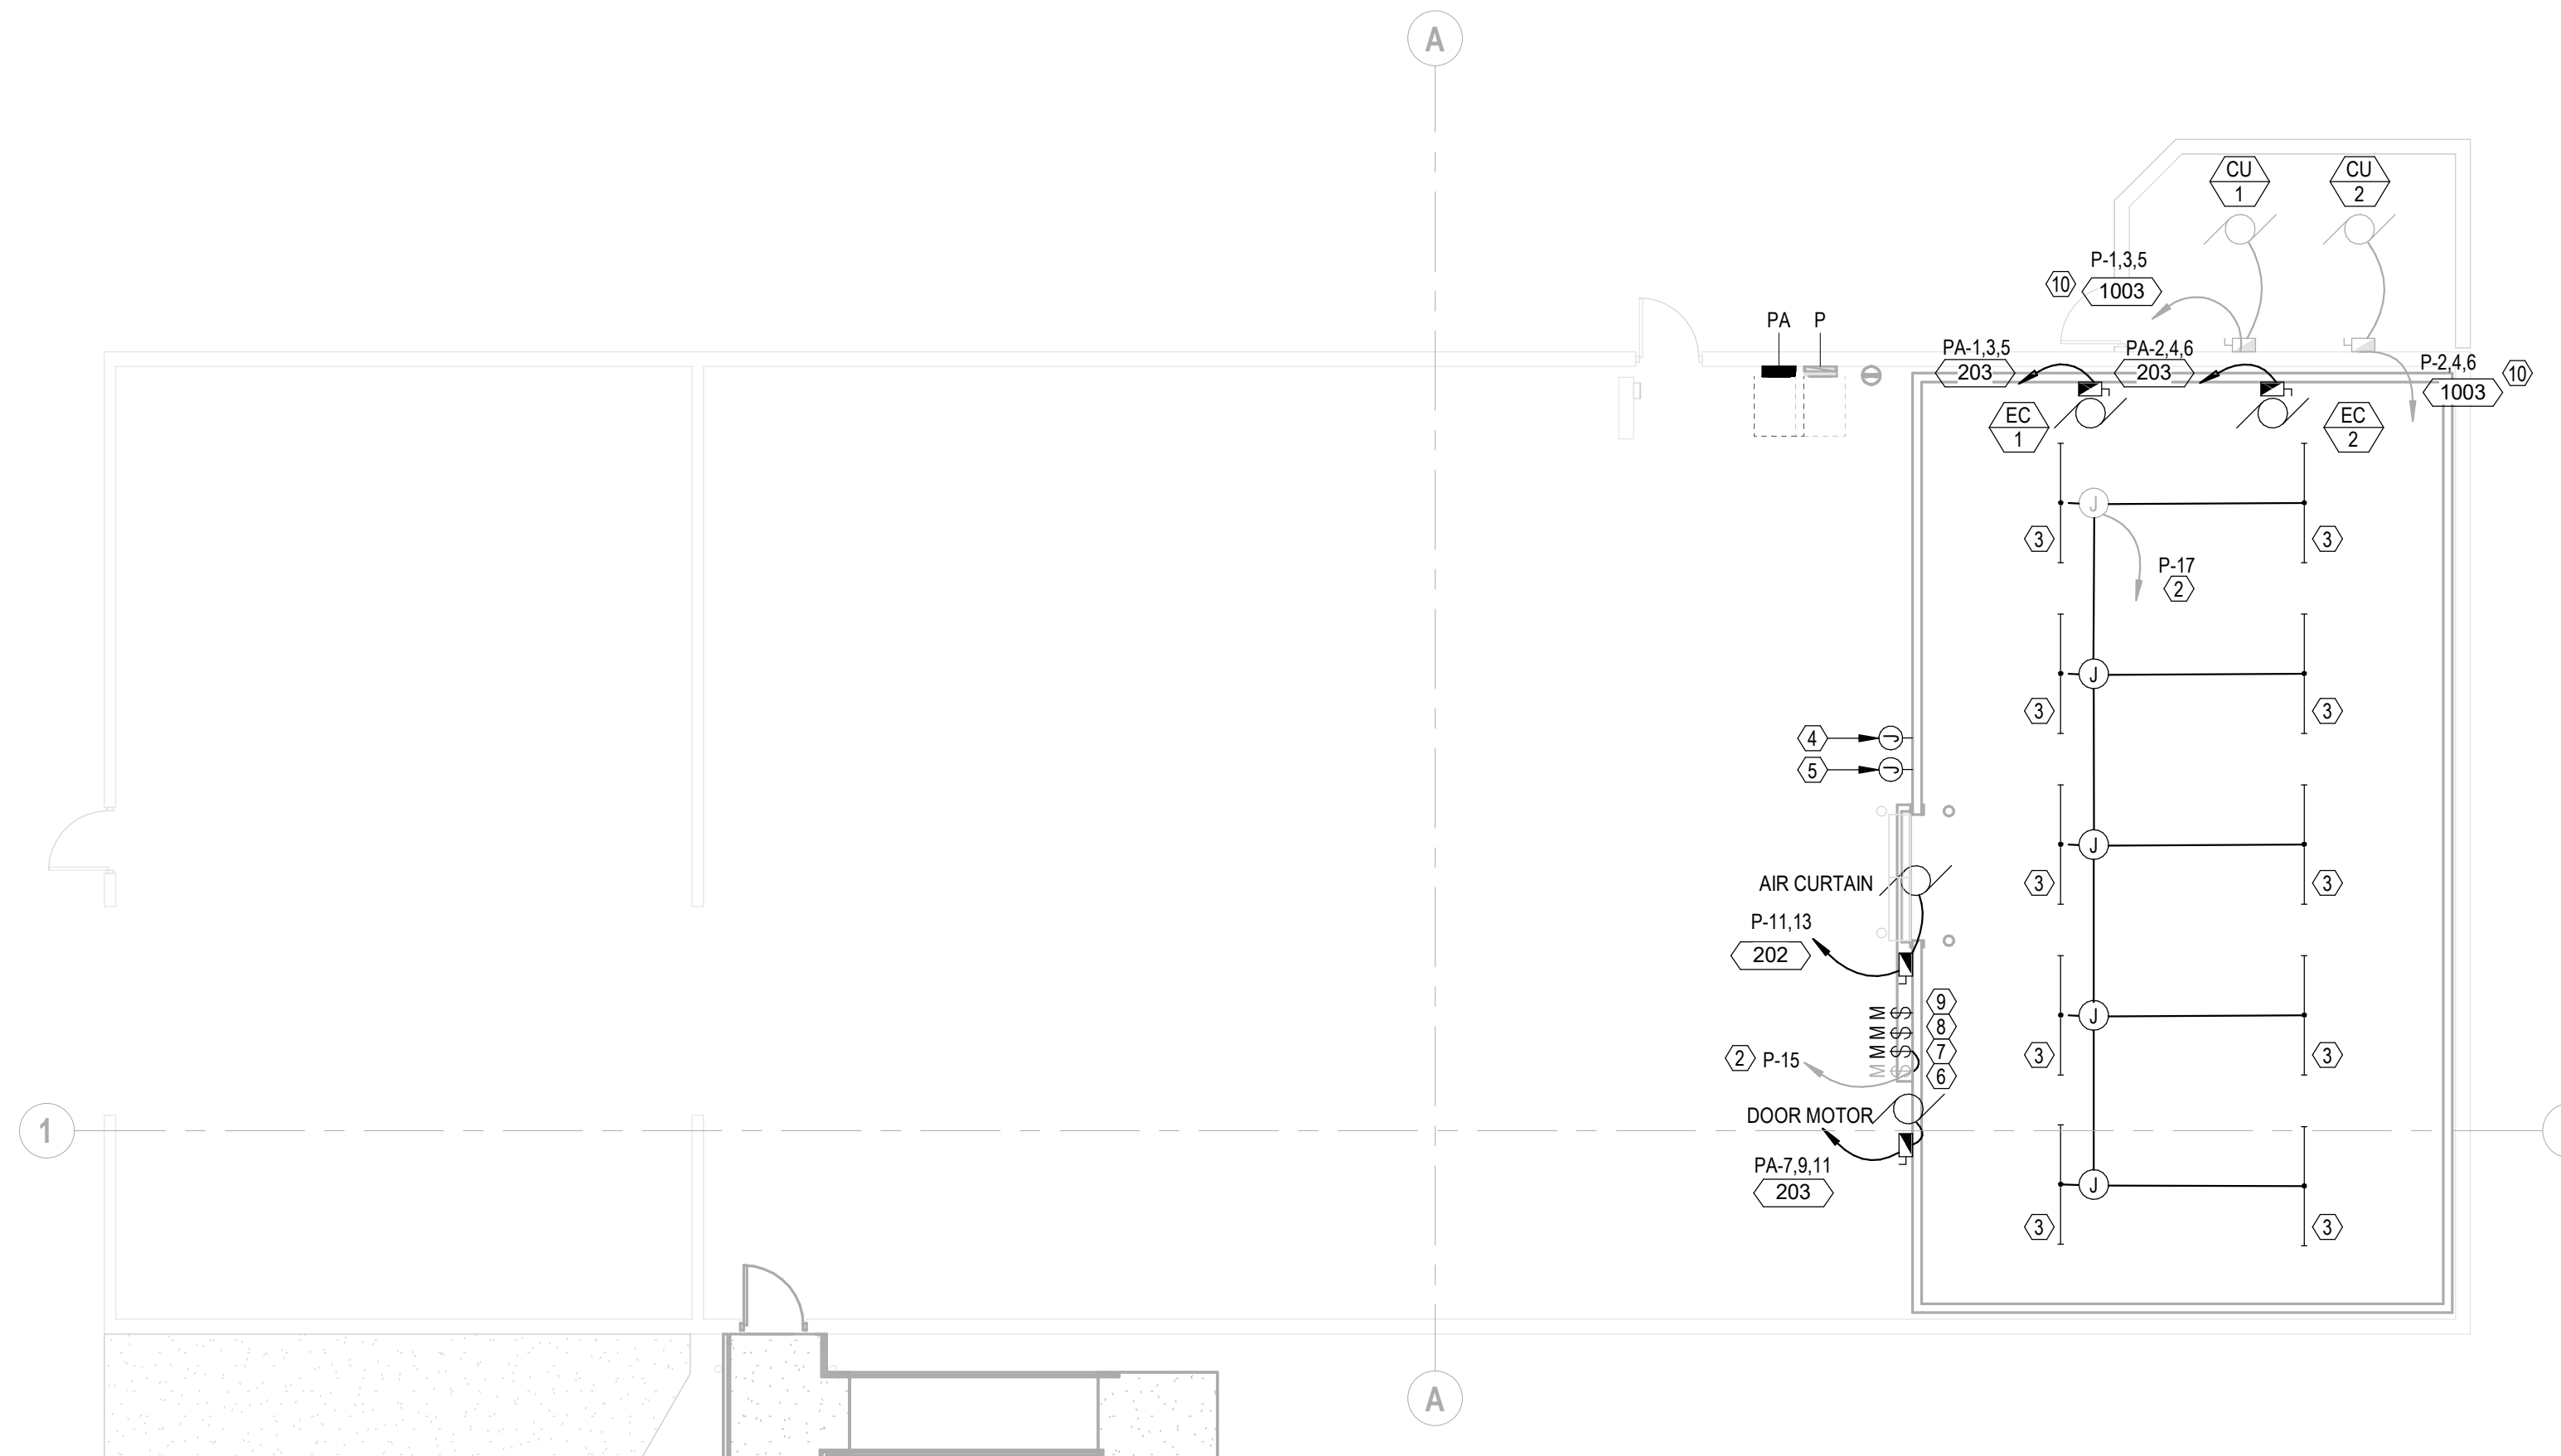 A
CU
1
CU
2
P-1,3,5
10
1003
PA
P
PA-1,3,5
203
PA-2,4,6
203
P-2,4,6
10
1003
EC
1
EC
2
J
3
3
P-17
2
J
3
3
4
J
5
J
J
3
3
AIR CURTAIN
P-11,13
202
M
M
M
M
S
S
S
S
9
8
7
6
J
3
3
2
P-15
DOOR MOTOR
1
PA-7,9,11
203
J
3
3
A